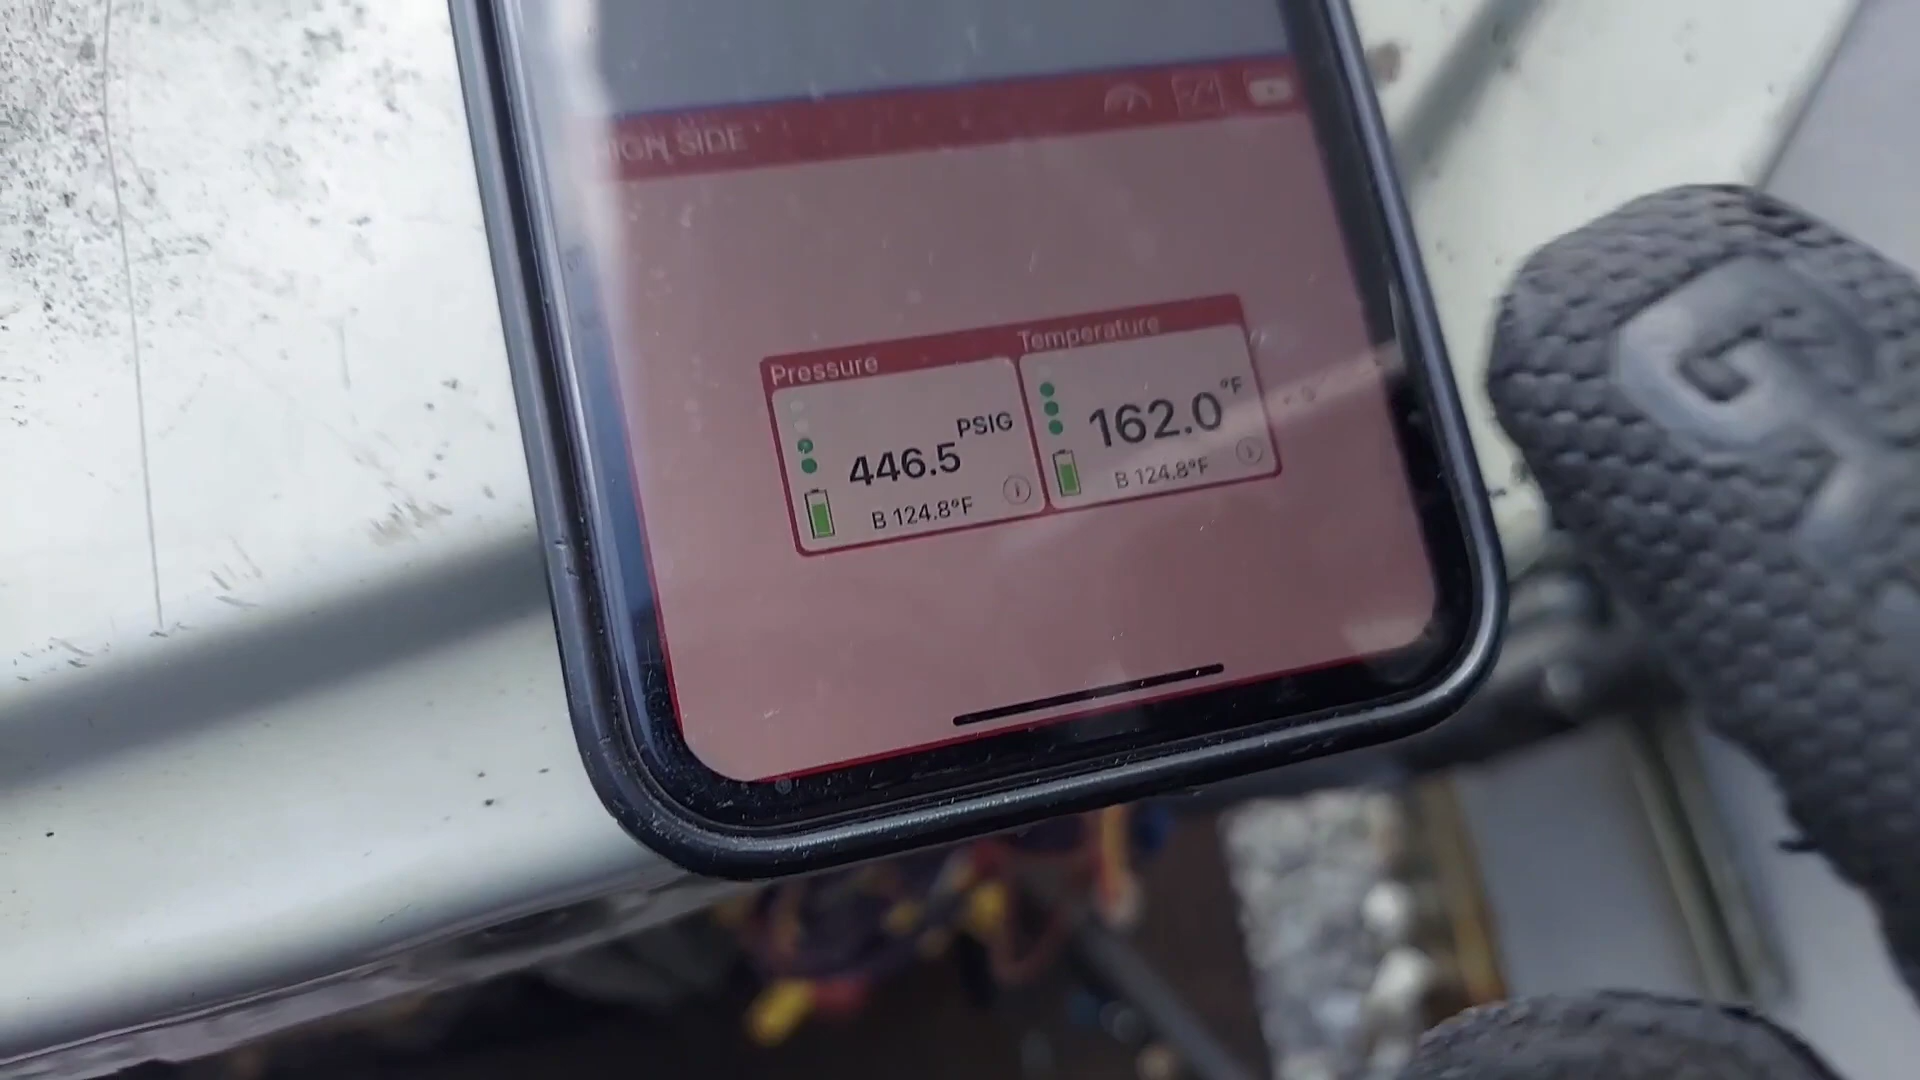 HIGH SIDE
Pressure
Temperature
446.5 PSIG
B 124.8°F
162.0 °F
B 124.8°F